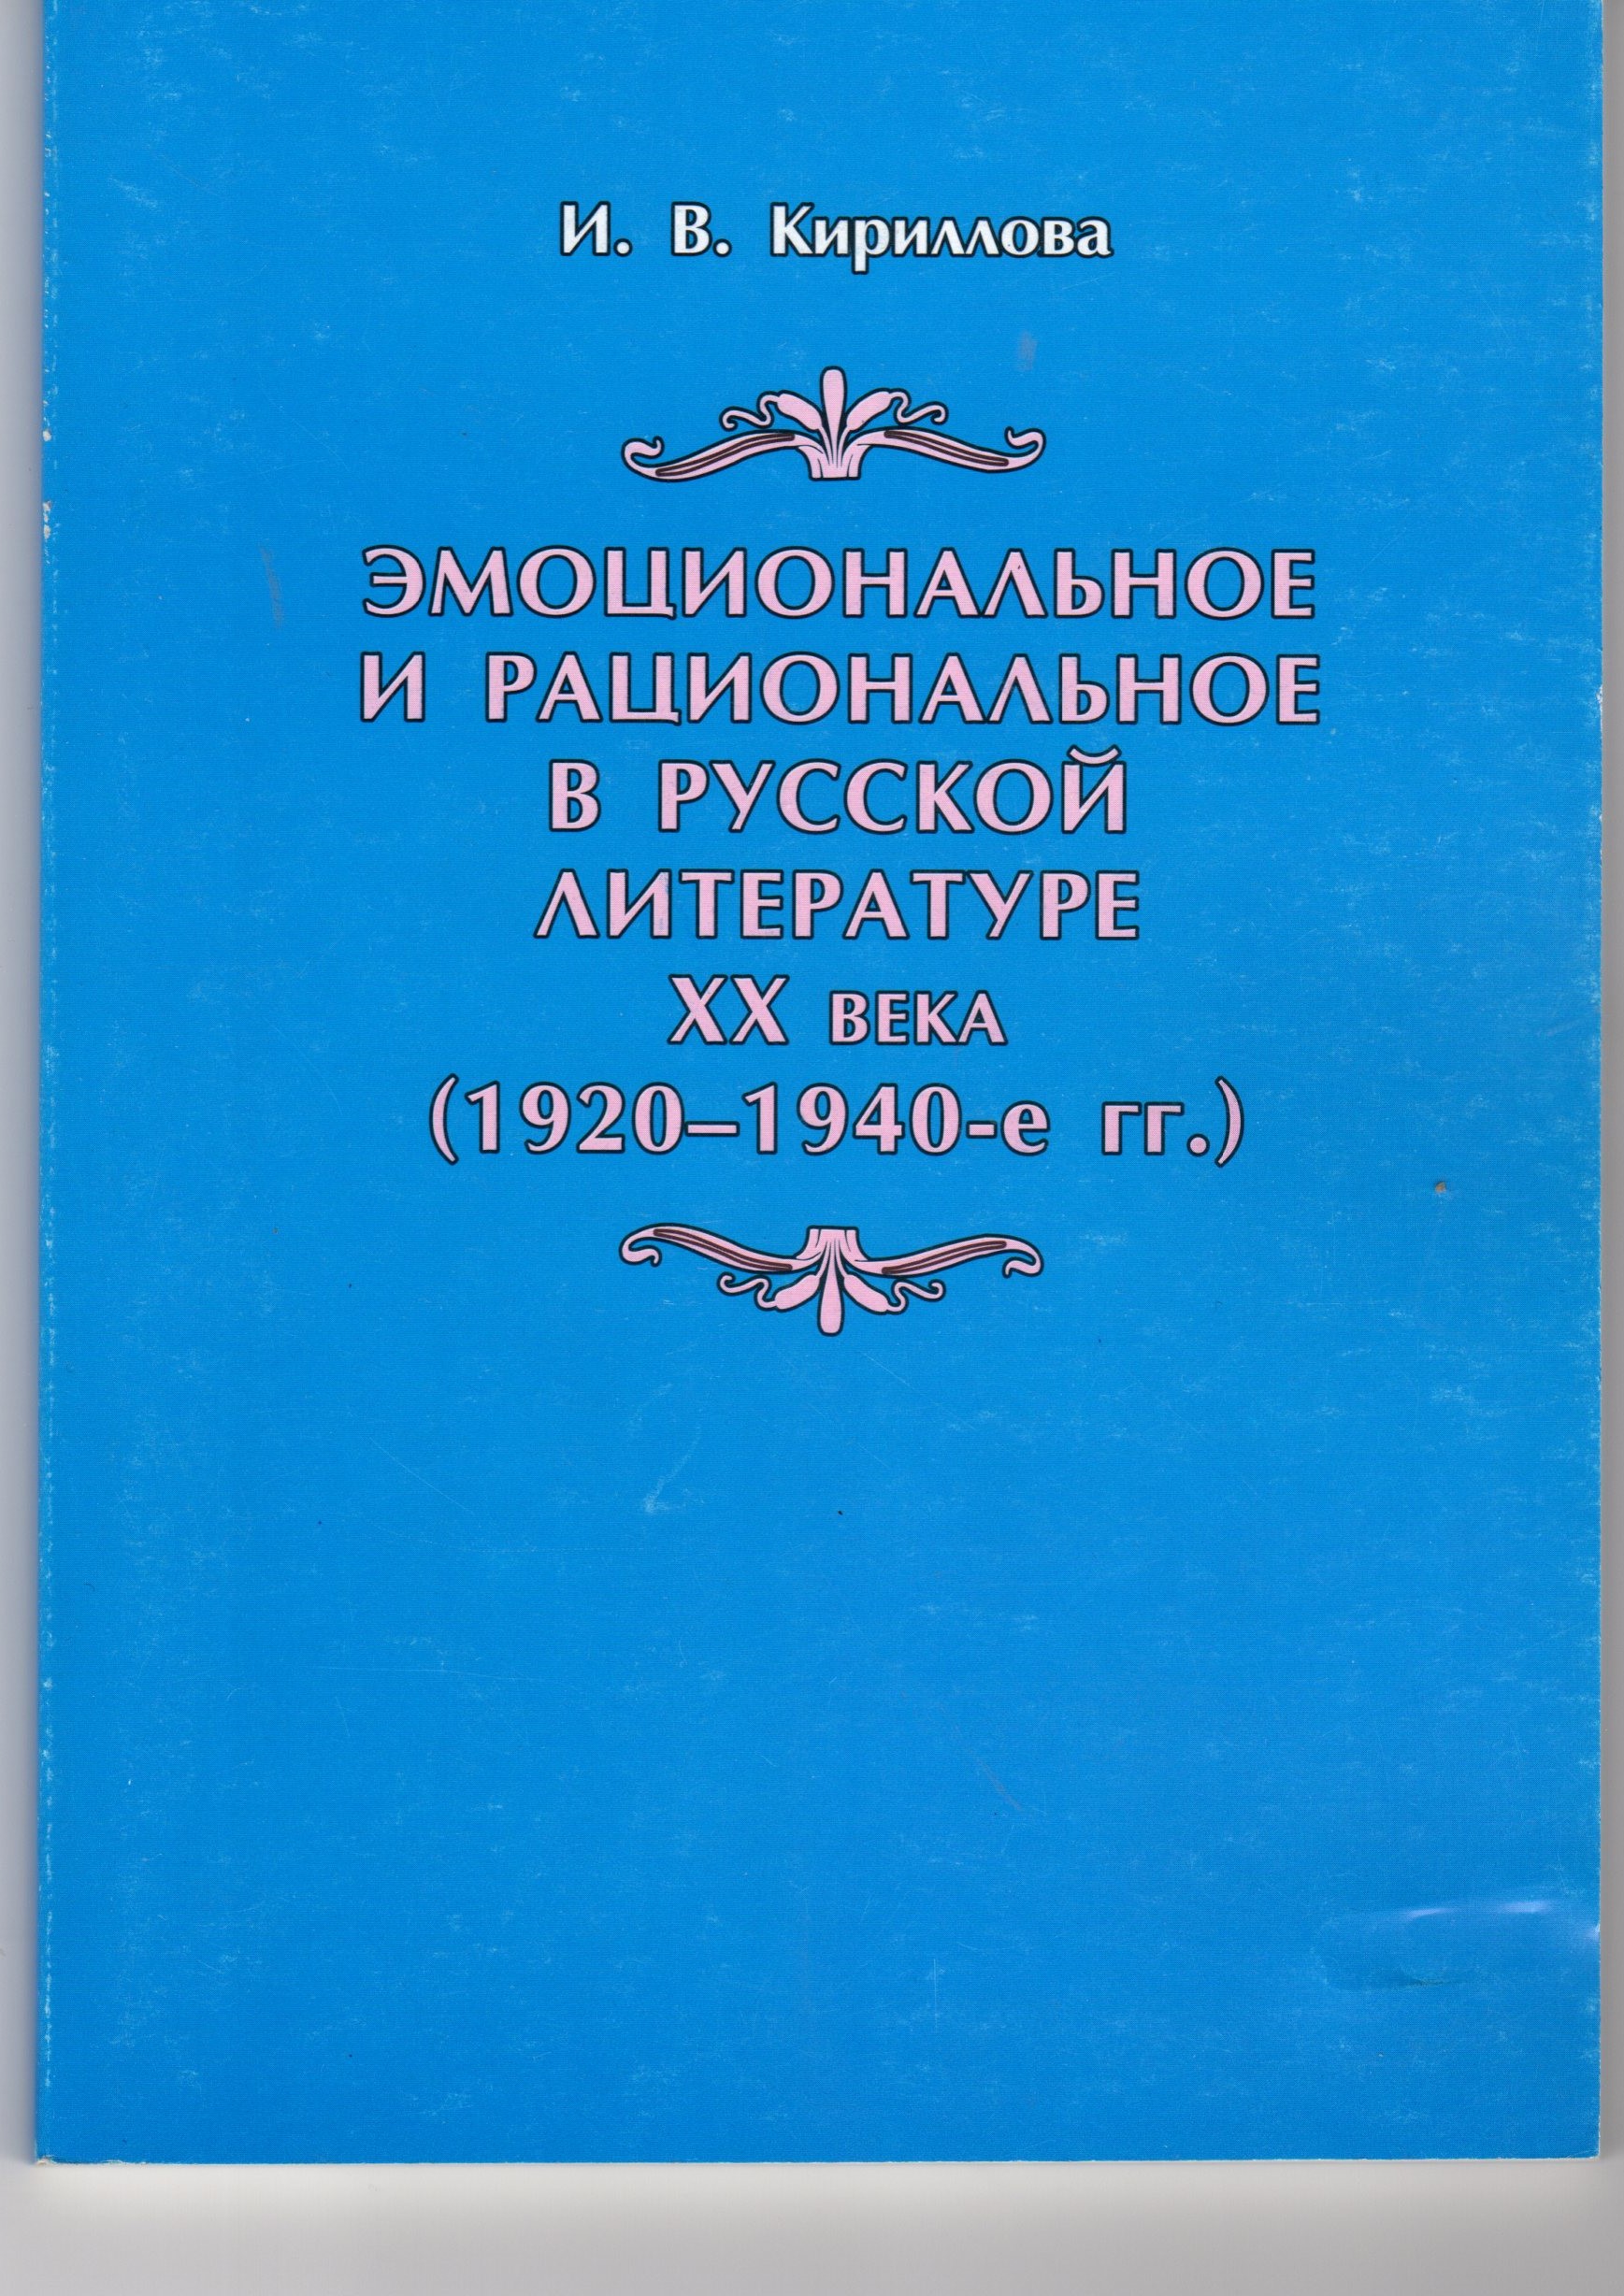 И. В. Кириллова
ЭМОЦИОНАЛЬНОЕ
И РАЦИОНАЛЬНОЕ
В РУССКОЙ
ЛИТЕРАТУРЕ
XX ВЕКА
(1920–1940-е гг.)